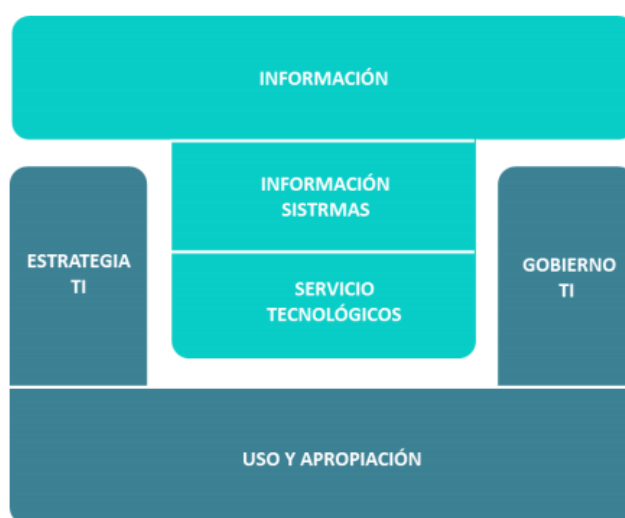 INFORMACIÓN
INFORMACIÓN
SISTRMAS
ESTRATEGIA
TI
SERVICIO
TECNOLÓGICOS
GOBIERNO
TI
USO Y APROPIACIÓN